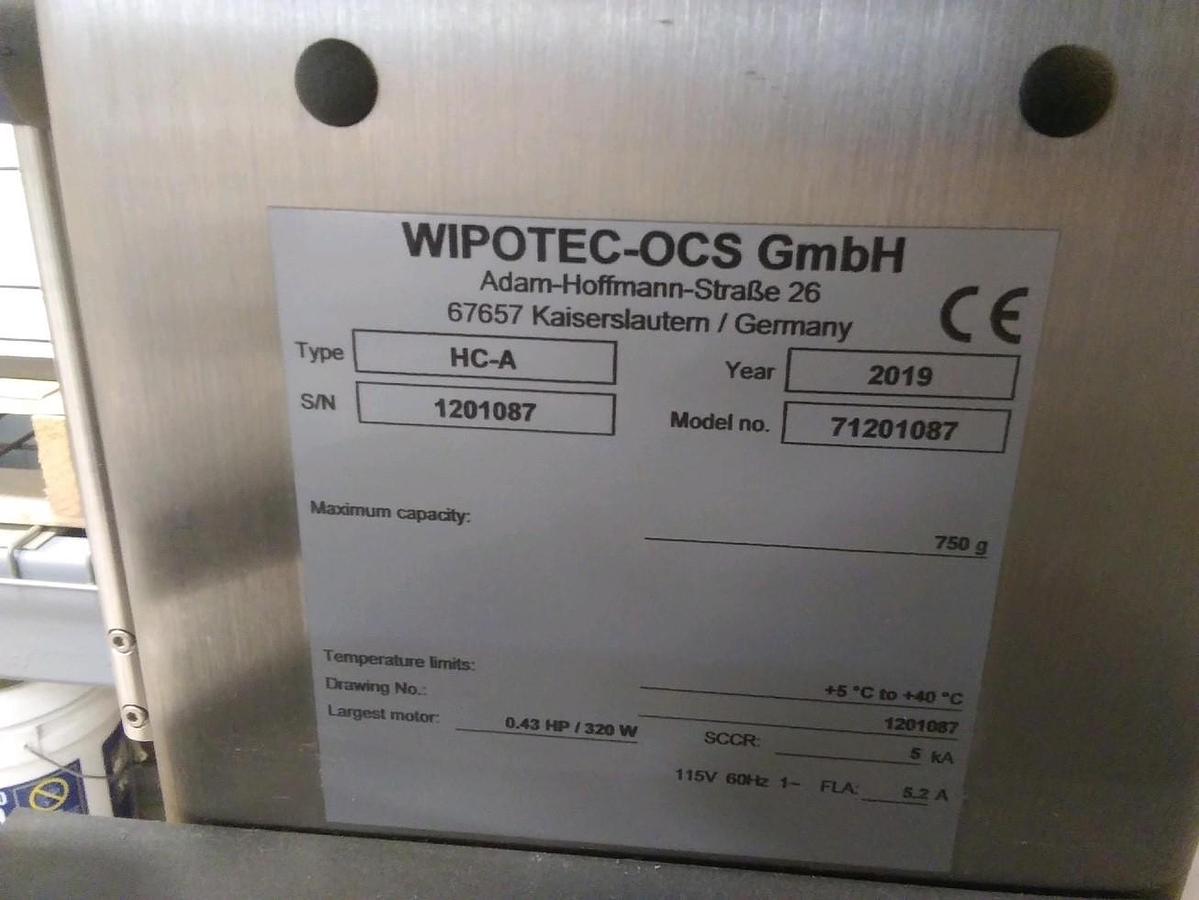 WIPOTEC-OCS GmbH
Adam-Hoffmann-Straße 26
67657 Kaiserslautern / Germany
CE
Type HC-A Year 2019
S/N 1201087 Model no. 71201087
Maximum capacity: 750 g
Temperature limits: +5 °C to +40 °C
Drawing No.: 1201087
Largest motor: 0.43 HP / 320 W SCCR: 5 kA
115V 60Hz 1~ FLA: 5.2 A